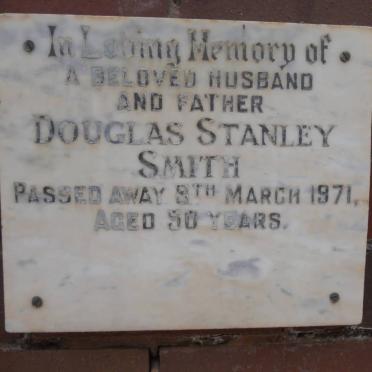 In Loving Memory of
A BELOVED HUSBAND
AND FATHER
DOUGLAS STANLEY
SMITH
PASSED AWAY 8TH MARCH 1971,
AGED 50 YEARS.